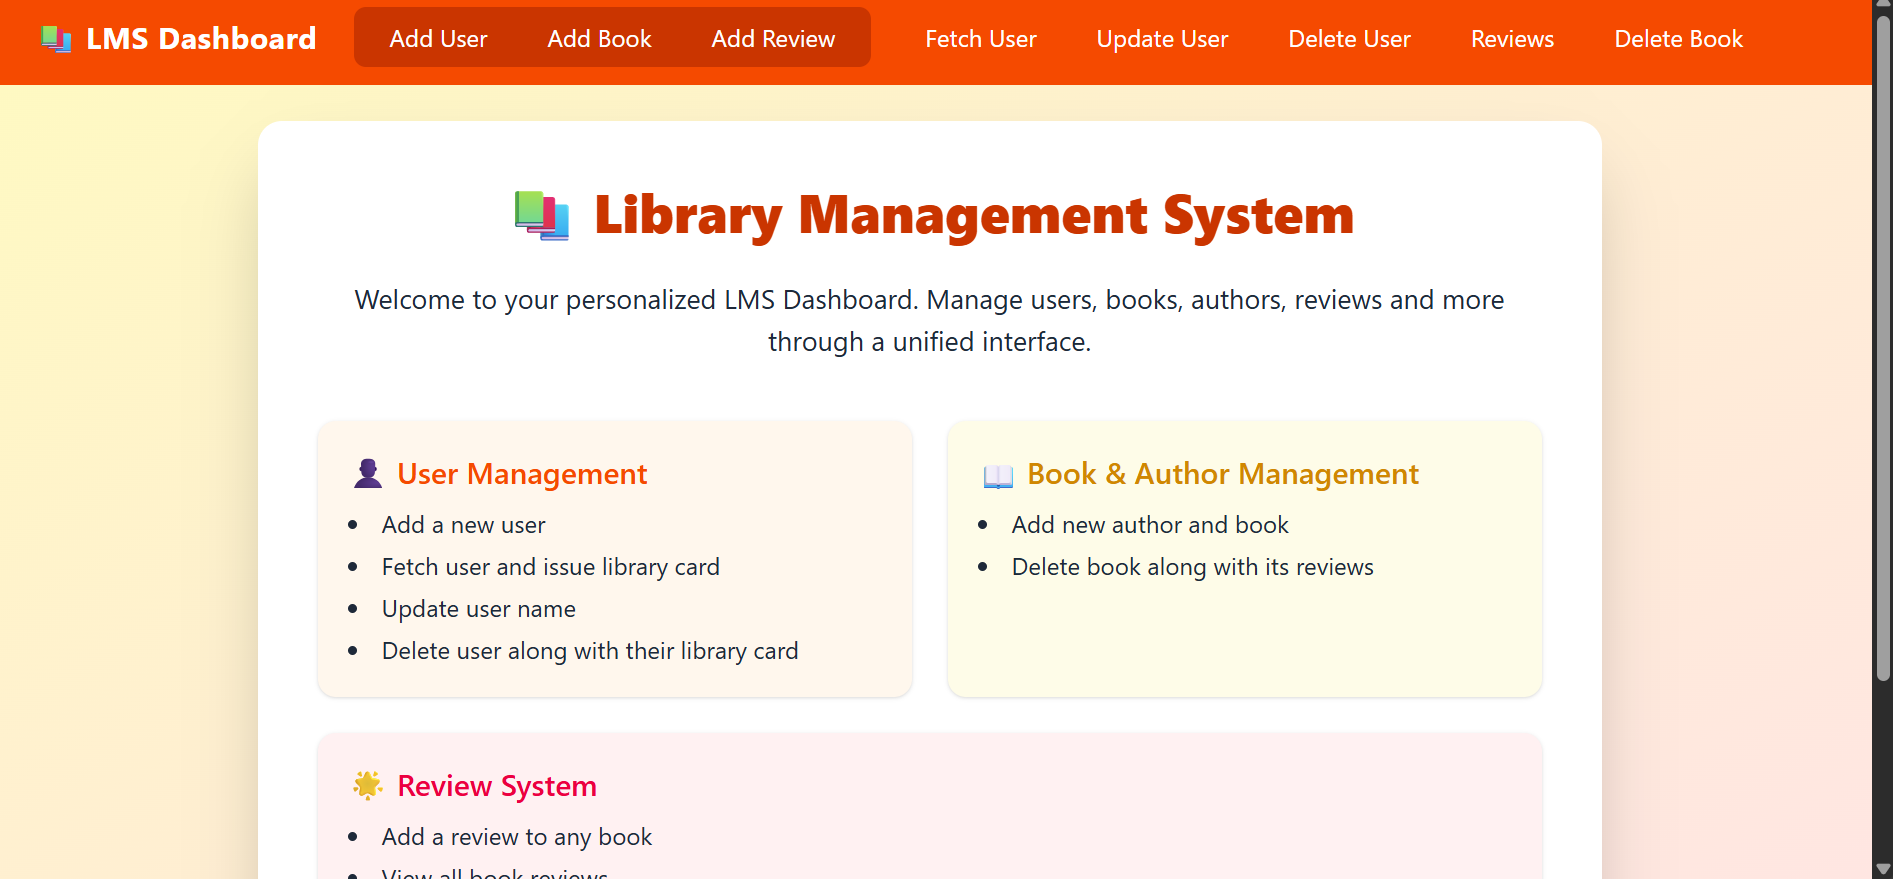 LMS Dashboard Add User Add Book Add Review Fetch User Update User Delete User Reviews Delete Book
Library Management System
Welcome to your personalized LMS Dashboard. Manage users, books, authors, reviews and more
through a unified interface.
User Management
Add a new user
Fetch user and issue library card
Update user name
Delete user along with their library card
Book & Author Management
Add new author and book
Delete book along with its reviews
Review System
Add a review to any book
View all book reviews